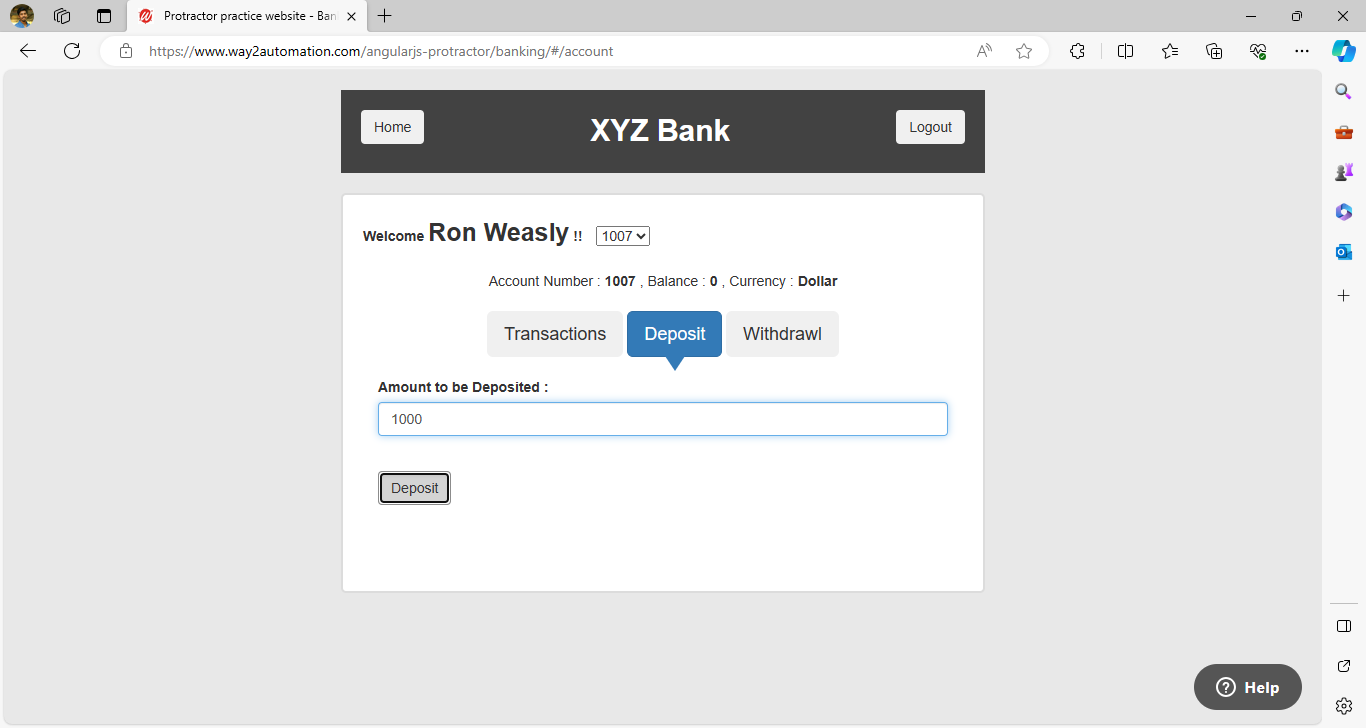 Protractor practice website - Ban
https://www.way2automation.com/angularjs-protractor/banking/#/account
Home
XYZ Bank
Logout
Welcome Ron Weasly !! 1007
Account Number : 1007 , Balance : 0 , Currency : Dollar
Transactions
Deposit
Withdrawl
Amount to be Deposited :
1000
Deposit
Help